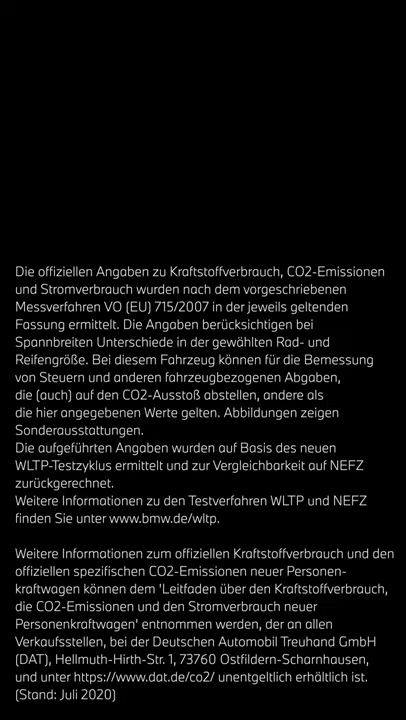 Die offiziellen Angaben zu Kraftstoffverbrauch, CO2-Emissionen
und Stromverbrauch wurden nach dem vorgeschriebenen
Messverfahren VO (EU) 715/2007 in der jeweils geltenden
Fassung ermittelt. Die Angaben berücksichtigen bei
Spannbreiten Unterschiede in der gewählten Rad- und
Reifengröße. Bei diesem Fahrzeug können für die Bemessung
von Steuern und anderen fahrzeugbezogenen Abgaben,
die (auch) auf den CO2-Ausstoß abstellen, andere als
die hier angegebenen Werte gelten. Abbildungen zeigen
Sonderausstattungen.
Die aufgeführten Angaben wurden auf Basis des neuen
WLTP-Testzyklus ermittelt und zur Vergleichbarkeit auf NEFZ
zurückgerechnet.
Weitere Informationen zu den Testverfahren WLTP und NEFZ
finden Sie unter www.bmw.de/wltp.
Weitere Informationen zum offiziellen Kraftstoffverbrauch und den
offiziellen spezifischen CO2-Emissionen neuer Personen-
kraftwagen können dem 'Leitfaden über den Kraftstoffverbrauch,
die CO2-Emissionen und den Stromverbrauch neuer
Personenkraftwagen' entnommen werden, der an allen
Verkaufsstellen, bei der Deutschen Automobil Treuhand GmbH
(DAT), Hellmuth-Hirth-Str. 1, 73760 Ostfildern-Scharnhausen,
und unter https://www.dat.de/co2/ unentgeltlich erhältlich ist.
(Stand: Juli 2020)